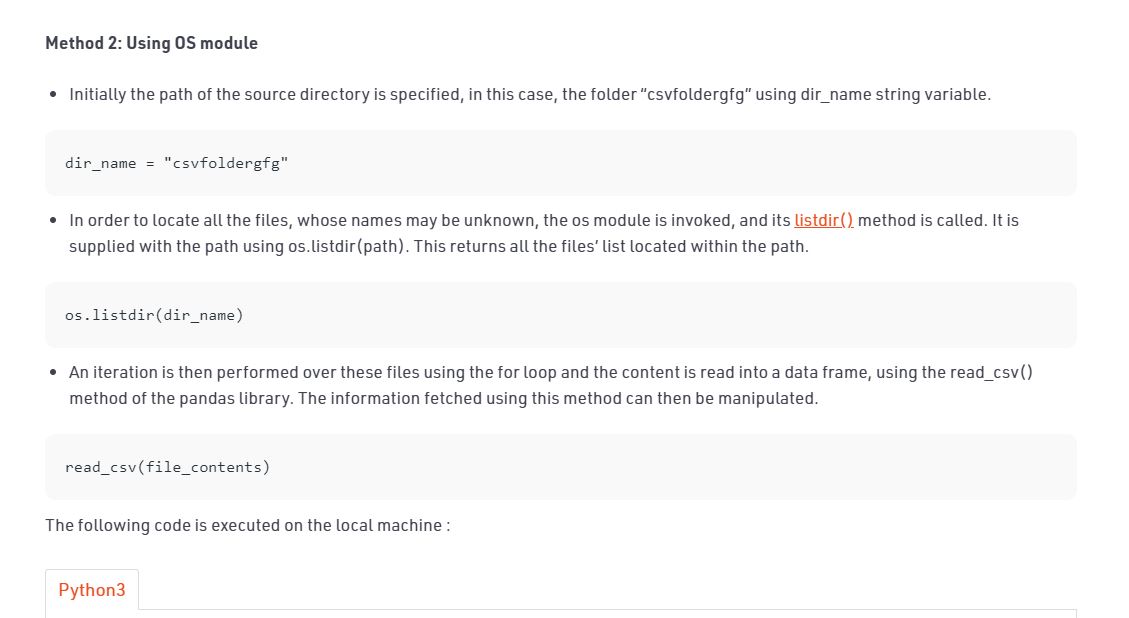 Method 2: Using OS module
• Initially the path of the source directory is specified, in this case, the folder “csvfoldergfg” using dir_name string variable.
dir_name = "csvfoldergfg"
• In order to locate all the files, whose names may be unknown, the os module is invoked, and its listdir() method is called. It is
supplied with the path using os.listdir(path). This returns all the files’ list located within the path.
os.listdir(dir_name)
• An iteration is then performed over these files using the for loop and the content is read into a data frame, using the read_csv()
method of the pandas library. The information fetched using this method can then be manipulated.
read_csv(file_contents)
The following code is executed on the local machine :
Python3